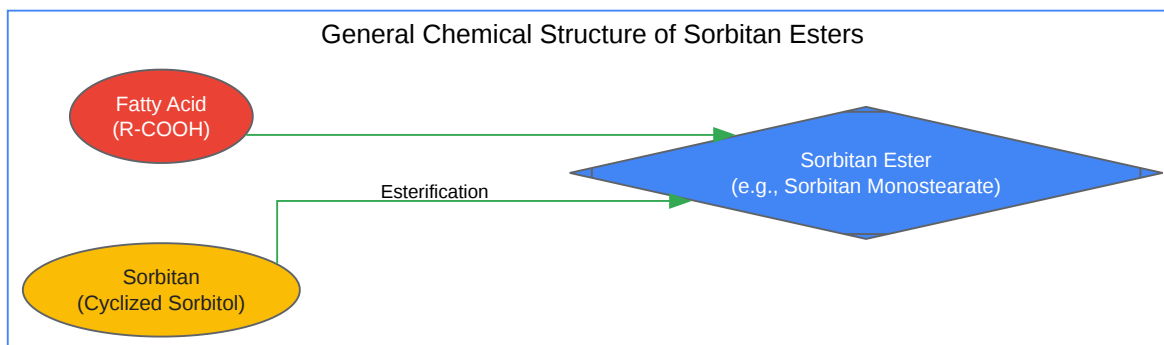 General Chemical Structure of Sorbitan Esters
Fatty Acid
(R-COOH)
Sorbitan Ester
(e.g., Sorbitan Monostearate)
Esterification
Sorbitan
(Cyclized Sorbitol)